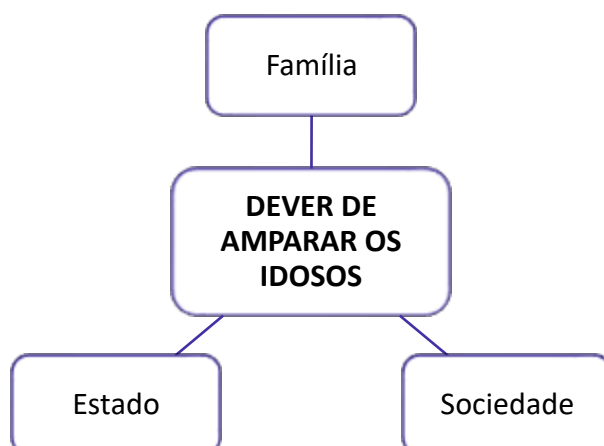 Família
DEVER DE
AMPARAR OS
IDOSOS
Estado
Sociedade